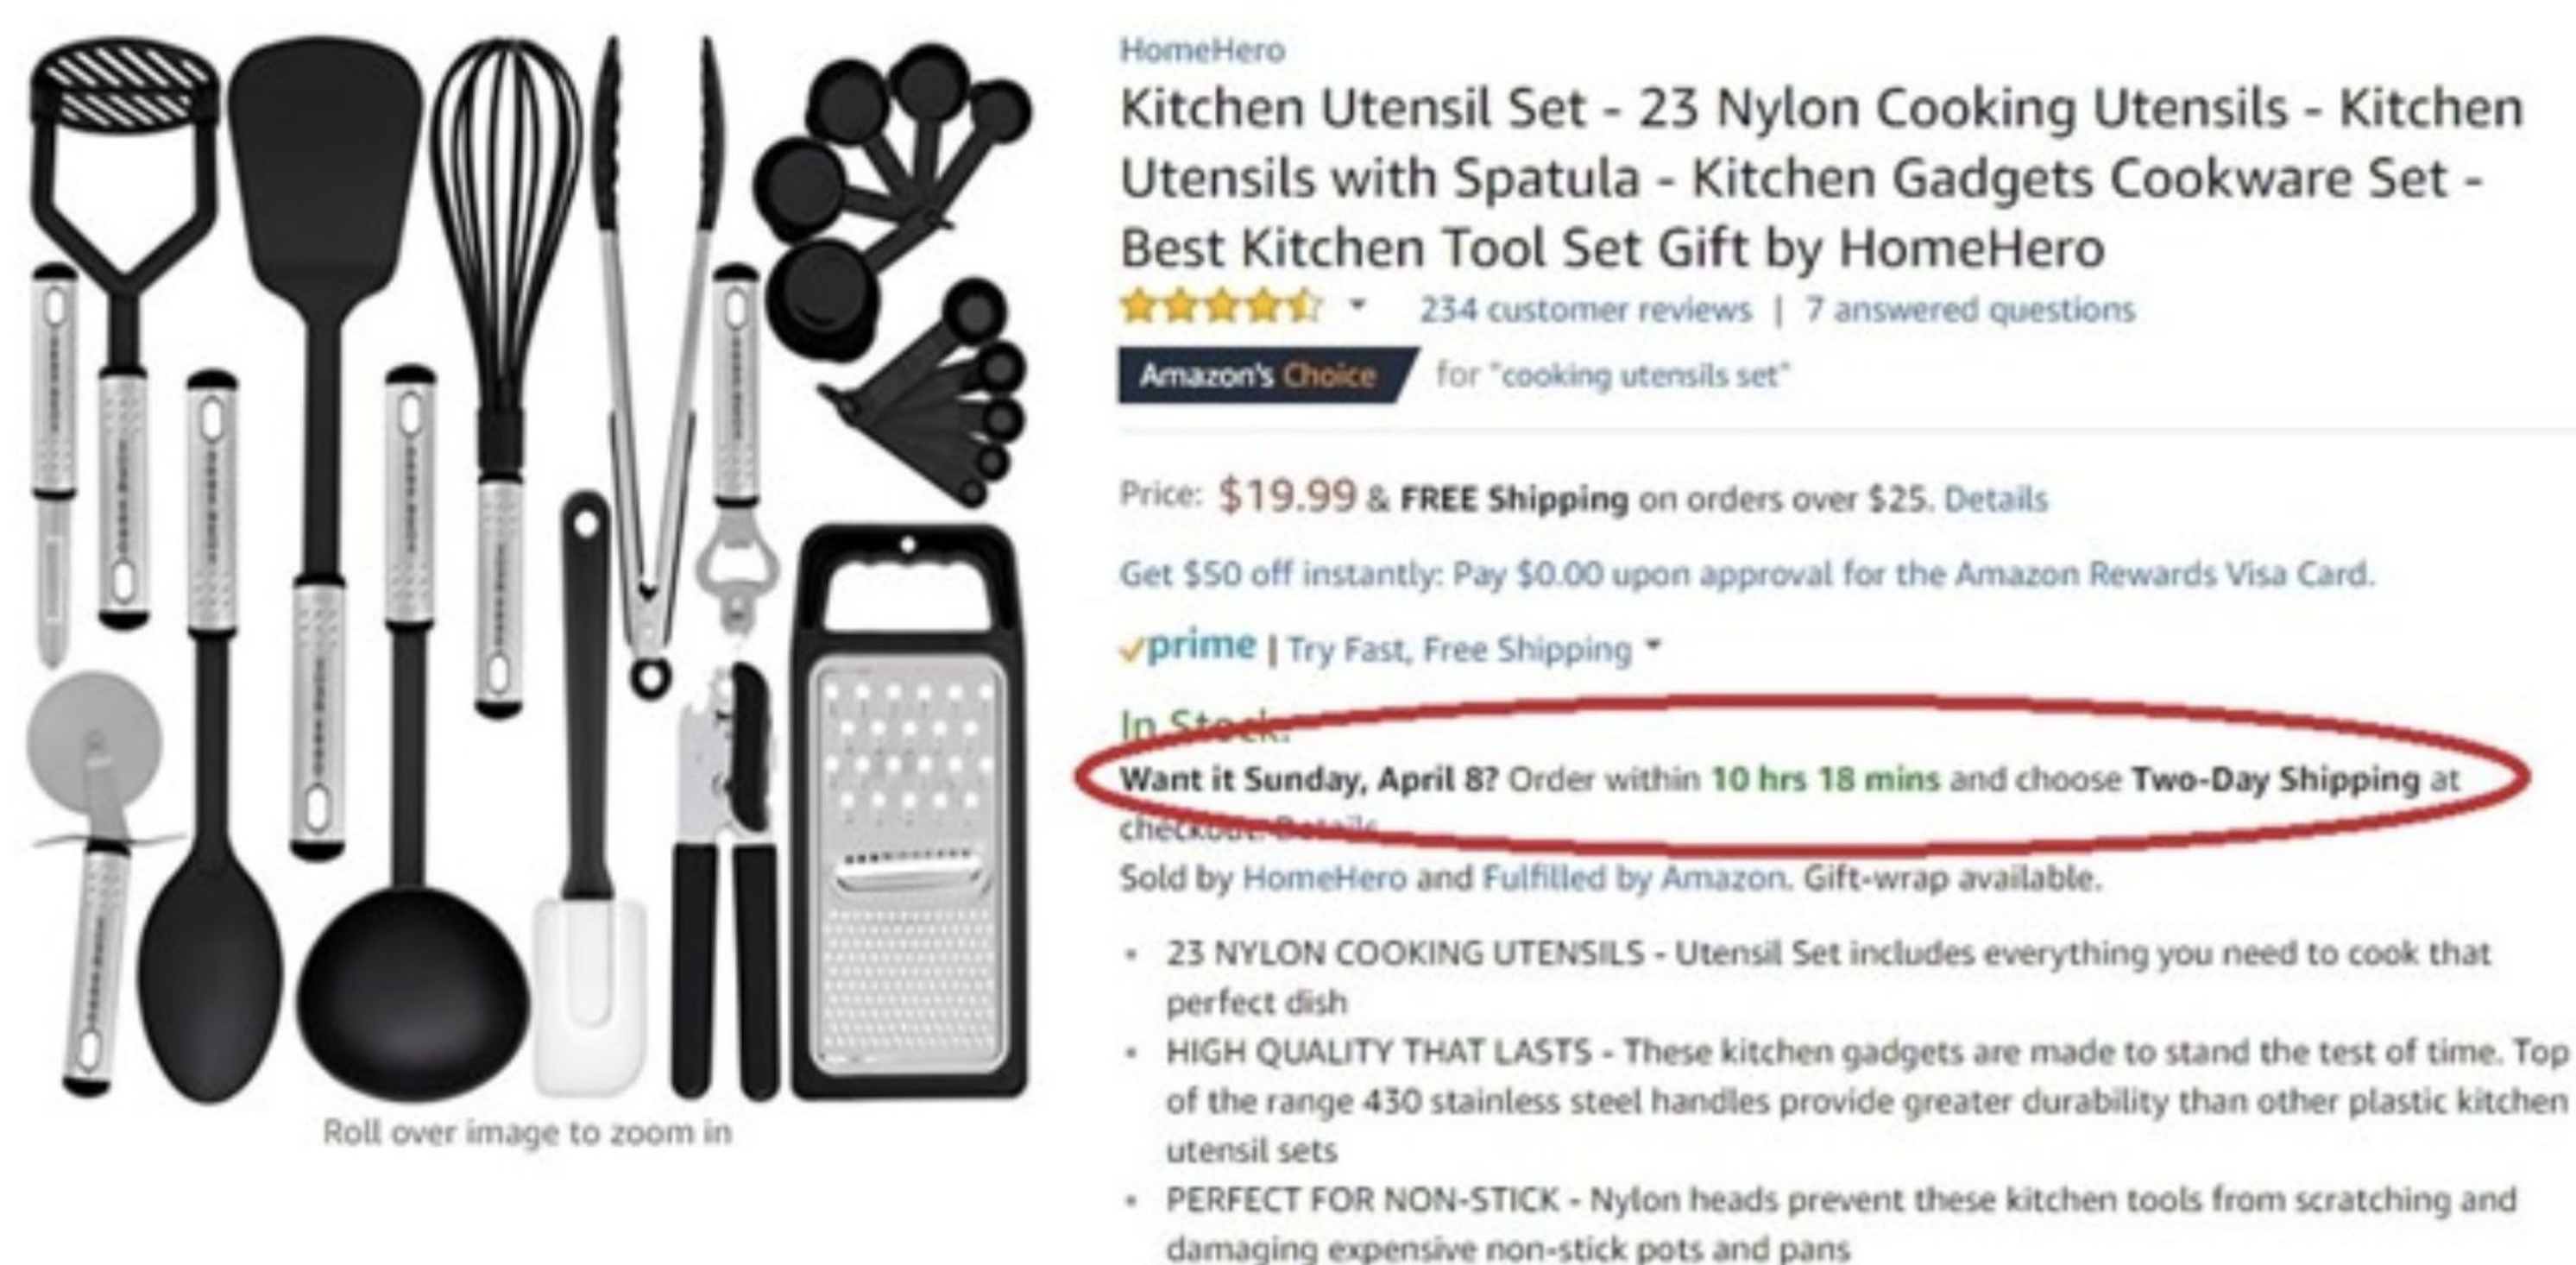 HomeHero
Kitchen Utensil Set - 23 Nylon Cooking Utensils - Kitchen
Utensils with Spatula - Kitchen Gadgets Cookware Set -
Best Kitchen Tool Set Gift by HomeHero
234 customer reviews | 7 answered questions
Amazon's Choice for "cooking utensils set"
Price: $19.99 & FREE Shipping on orders over $25. Details
Get $50 off instantly: Pay $0.00 upon approval for the Amazon Rewards Visa Card.
prime | Try Fast, Free Shipping
In Stock.
Want it Sunday, April 8? Order within 10 hrs 18 mins and choose Two-Day Shipping at
checkout. Details
Sold by HomeHero and Fulfilled by Amazon. Gift-wrap available.
• 23 NYLON COOKING UTENSILS - Utensil Set includes everything you need to cook that
perfect dish
• HIGH QUALITY THAT LASTS - These kitchen gadgets are made to stand the test of time. Top
of the range 430 stainless steel handles provide greater durability than other plastic kitchen
utensil sets
• PERFECT FOR NON-STICK - Nylon heads prevent these kitchen tools from scratching and
damaging expensive non-stick pots and pans
Roll over image to zoom in